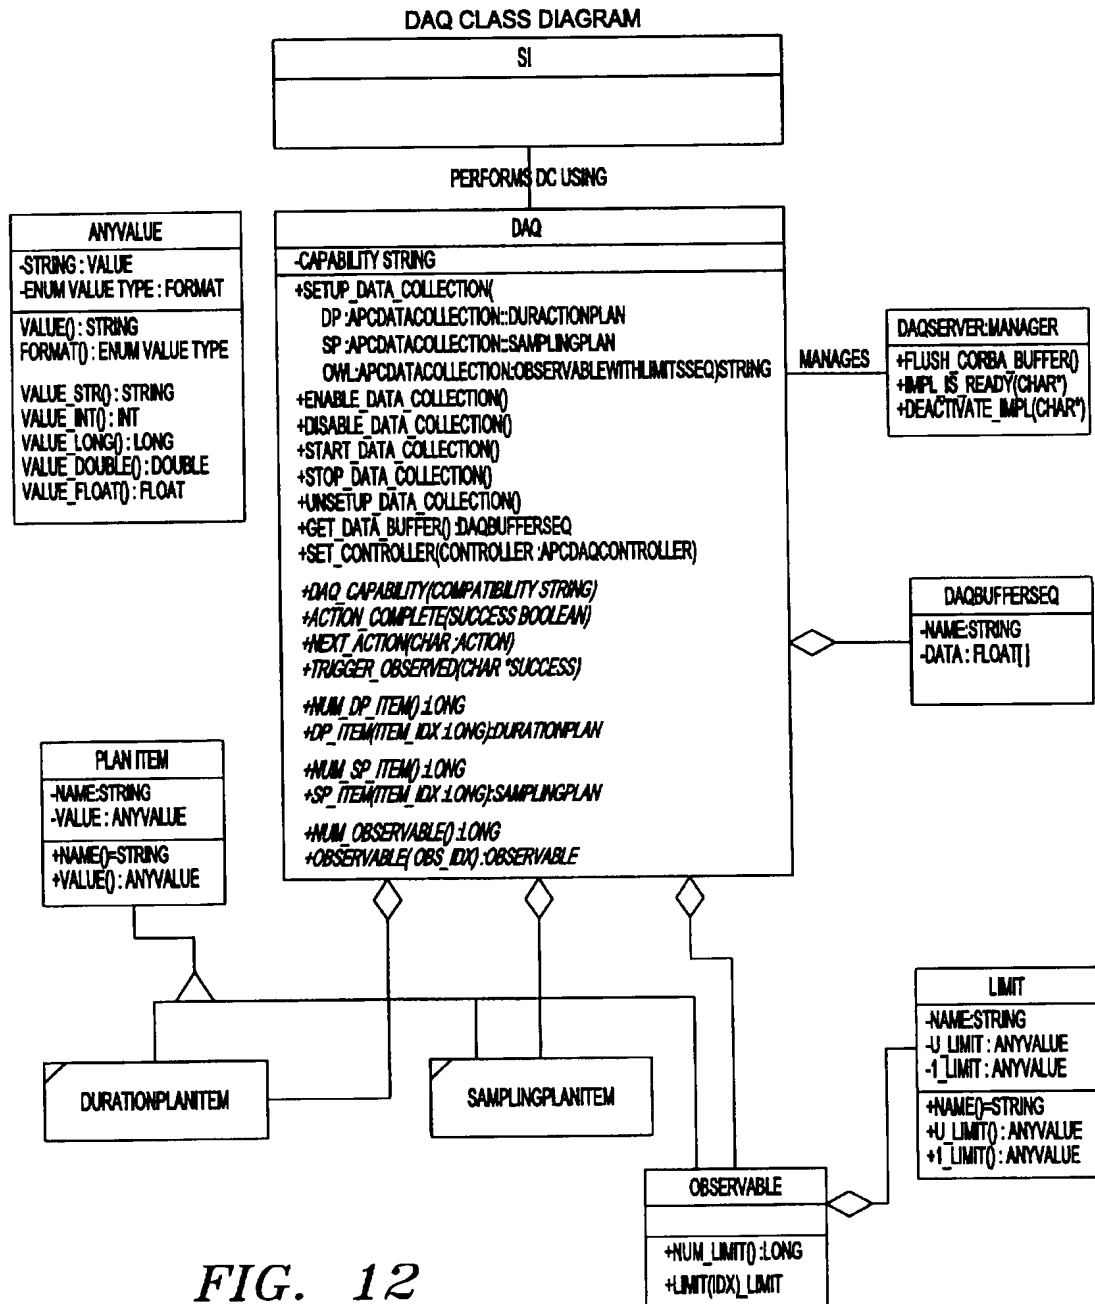 DAQ CLASS DIAGRAM
SI
PERFORMS DC USING
ANYVALUE
-STRING : VALUE
-ENUM VALUE TYPE : FORMAT
VALUE() : STRING
FORMAT() : ENUM VALUE TYPE
VALUE_STR() : STRING
VALUE_INT() : INT
VALUE_LONG() : LONG
VALUE_DOUBLE() : DOUBLE
VALUE_FLOAT() : FLOAT
DAQ
-CAPABILITY STRING
+SETUP_DATA_COLLECTION(
DP :APCDATACOLLECTION::DURACTIONPLAN
SP :APCDATACOLLECTION::SAMPLINGPLAN
OWL:APCDATACOLLECTION:OBSERVABLEWITHLIMITSSEQ)STRING
+ENABLE_DATA_COLLECTION()
+DISABLE_DATA_COLLECTION()
+START_DATA_COLLECTION()
+STOP_DATA_COLLECTION()
+UNSETUP_DATA_COLLECTION()
+GET_DATA_BUFFER() :DAQBUFFERSEQ
+SET_CONTROLLER(CONTROLLER :APCDAQCONTROLLER)
+DAQ_CAPABILITY(COMPATIBILITY STRING)
+ACTION_COMPLETE(SUCCESS BOOLEAN)
+NEXT_ACTION(CHAR ;ACTION)
+TRIGGER_OBSERVED(CHAR *SUCCESS)
+NUM_DP_ITEM() :LONG
+DP_ITEM(ITEM_IDX :LONG):DURATIONPLAN
+NUM_SP_ITEM() :LONG
+SP_ITEM(ITEM_IDX :LONG):SAMPLINGPLAN
+NUM_OBSERVABLE() :LONG
+OBSERVABLE( OBS_IDX) :OBSERVABLE
MANAGES
DAQSERVER:MANAGER
+FLUSH_CORBA_BUFFER()
+IMPL_IS_READY(CHAR*)
+DEACTIVATE_IMPL(CHAR*)
DAQBUFFERSEQ
-NAME:STRING
-DATA : FLOAT[ ]
PLAN ITEM
-NAME:STRING
-VALUE : ANYVALUE
+NAME()=STRING
+VALUE() : ANYVALUE
DURATIONPLANITEM
SAMPLINGPLANITEM
LIMIT
-NAME:STRING
-U_LIMIT : ANYVALUE
-1_LIMIT : ANYVALUE
+NAME()=STRING
+U_LIMIT() : ANYVALUE
+1_LIMIT() : ANYVALUE
OBSERVABLE
+NUM_LIMIT() :LONG
+LIMIT(IDX)_LIMIT
FIG. 12